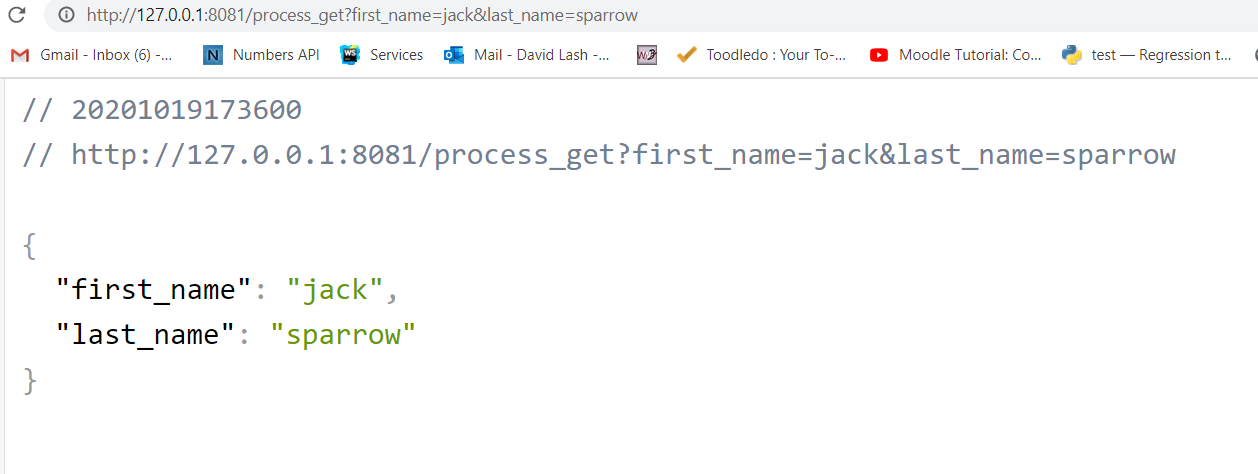 http://127.0.0.1:8081/process_get?first_name=jack&last_name=sparrow
Gmail - Inbox (6) -... N Numbers API WS Services Mail - David Lash -... Toodledo : Your To-... Moodle Tutorial: Co... test — Regression t...
// 20201019173600
// http://127.0.0.1:8081/process_get?first_name=jack&last_name=sparrow
{
"first_name": "jack",
"last_name": "sparrow"
}